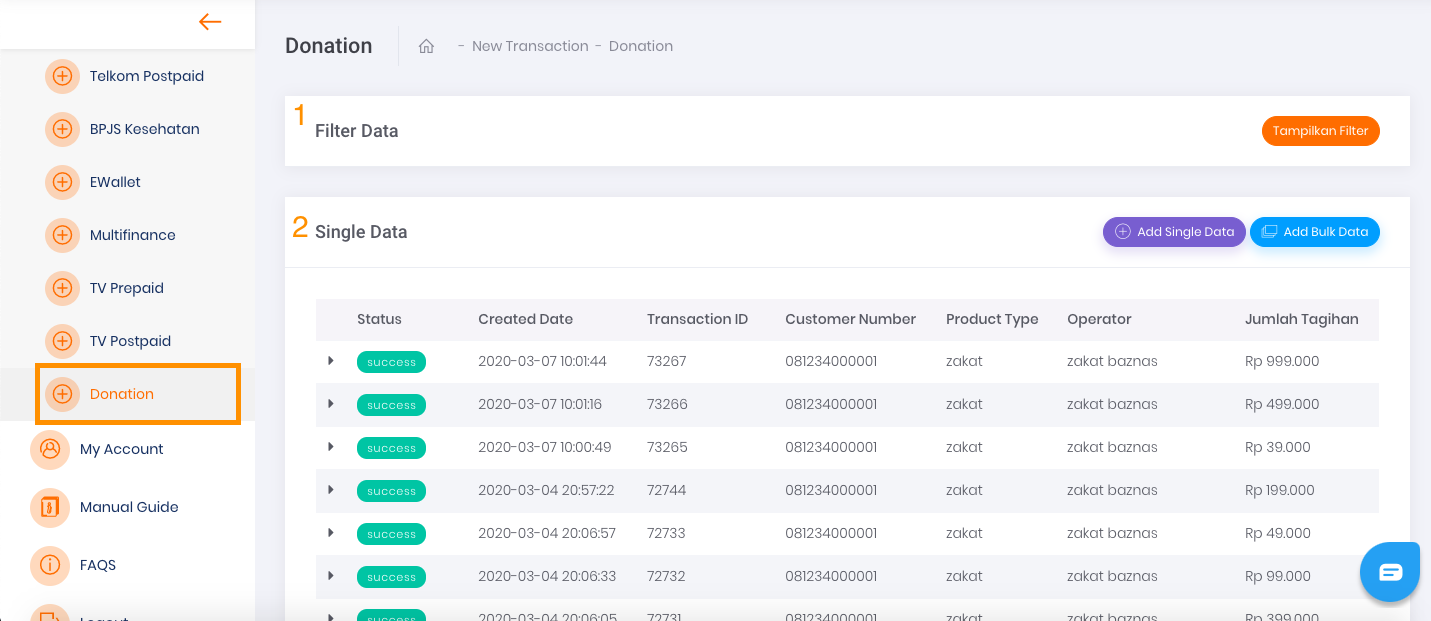 Telkom Postpaid
BPJS Kesehatan
EWallet
Multifinance
TV Prepaid
TV Postpaid
Donation
My Account
Manual Guide
FAQS
Logout
Donation - New Transaction - Donation
1
Filter Data Tampilkan Filter
2
Single Data Add Single Data Add Bulk Data
Status Created Date Transaction ID Customer Number Product Type Operator Jumlah Tagihan
success 2020-03-07 10:01:44 73267 081234000001 zakat zakat baznas Rp 999.000
success 2020-03-07 10:01:16 73266 081234000001 zakat zakat baznas Rp 499.000
success 2020-03-07 10:00:49 73265 081234000001 zakat zakat baznas Rp 39.000
success 2020-03-04 20:57:22 72744 081234000001 zakat zakat baznas Rp 199.000
success 2020-03-04 20:06:57 72733 081234000001 zakat zakat baznas Rp 49.000
success 2020-03-04 20:06:33 72732 081234000001 zakat zakat baznas Rp 99.000
success 2020-03-04 20:06:05 72731 081234000001 zakat zakat baznas Rp 399.000